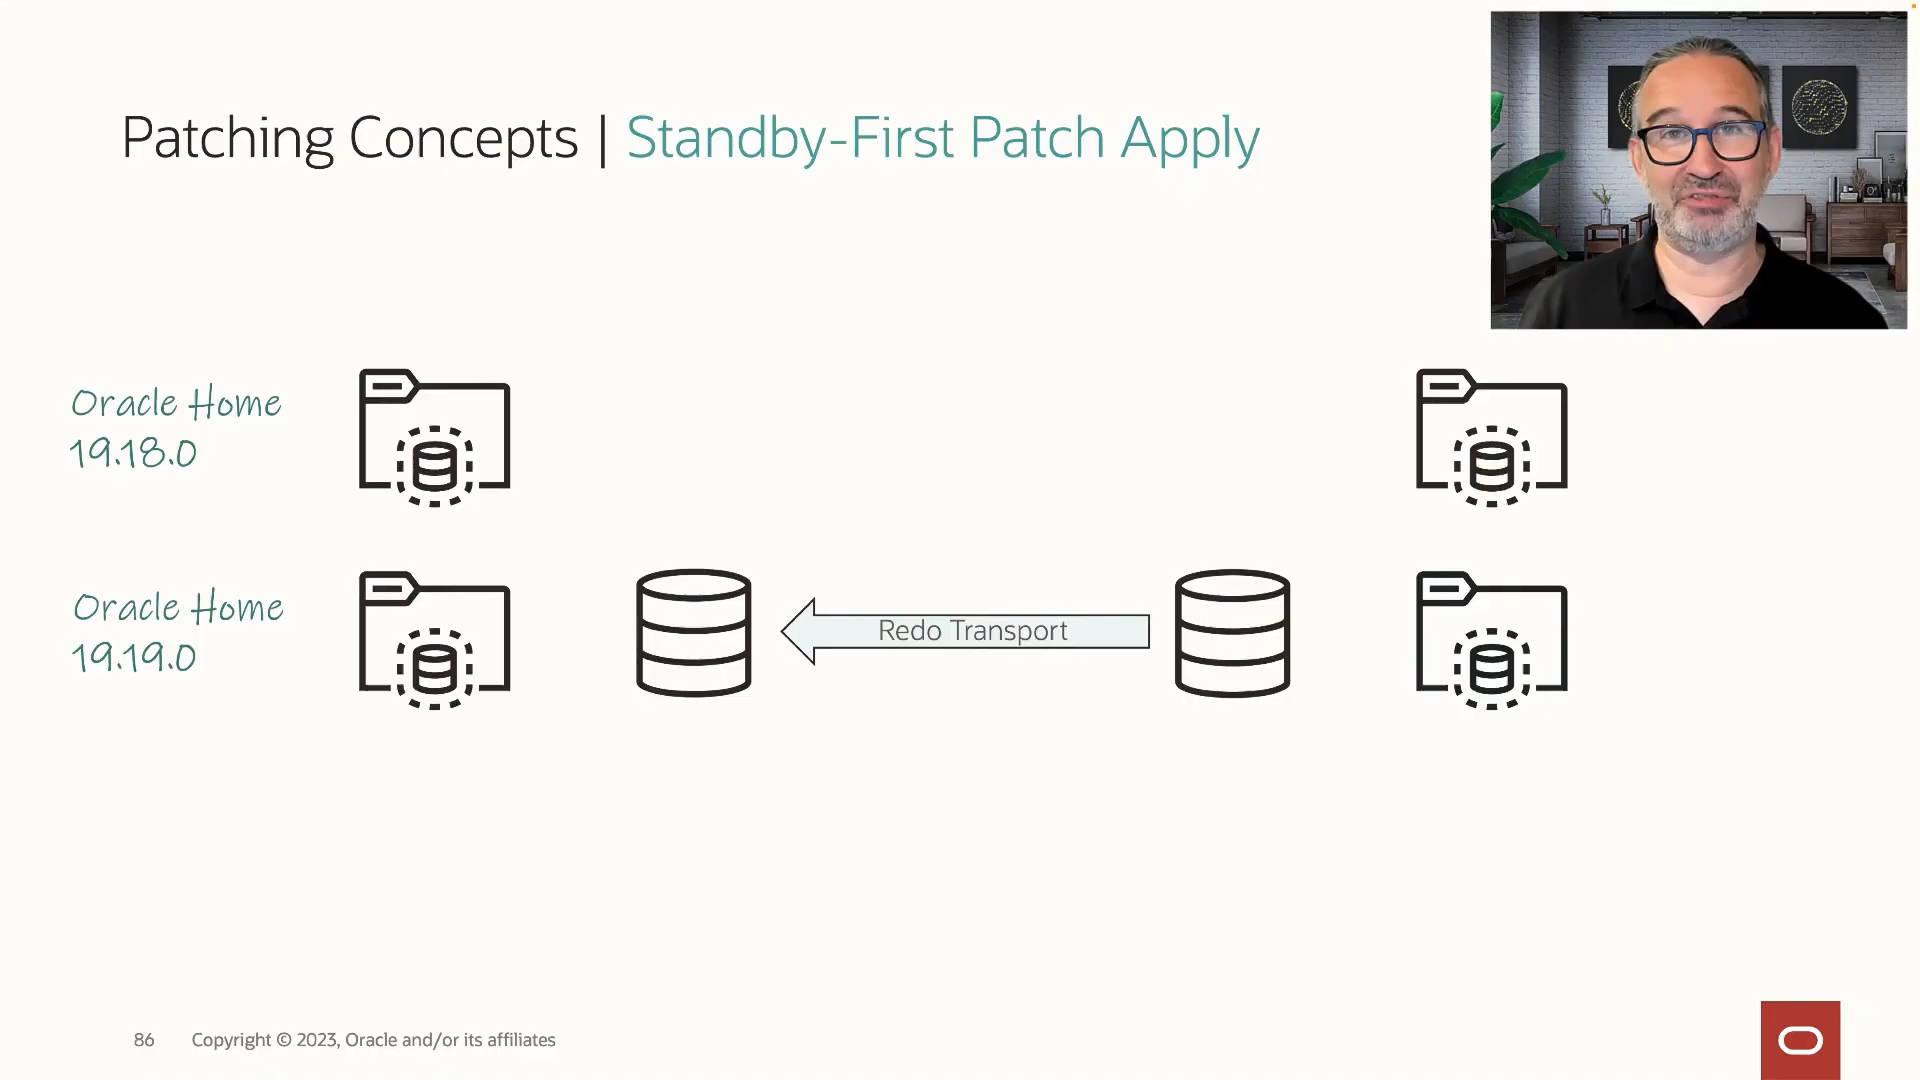 Patching Concepts | Standby-First Patch Apply
Oracle Home
19.18.0
Oracle Home
19.19.0
Redo Transport
86 Copyright © 2023, Oracle and/or its affiliates